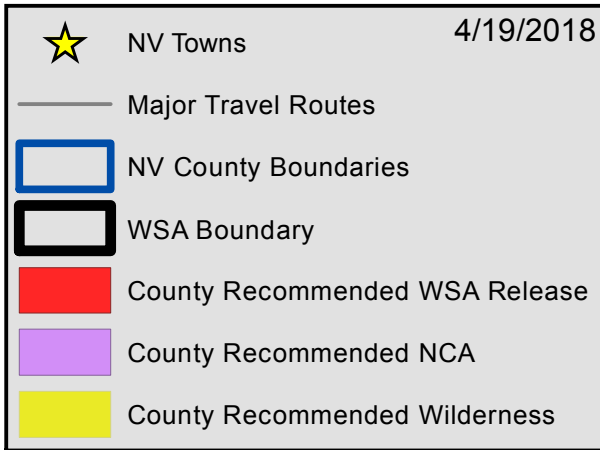 4/19/2018
NV Towns
Major Travel Routes
NV County Boundaries
WSA Boundary
County Recommended WSA Release
County Recommended NCA
County Recommended Wilderness